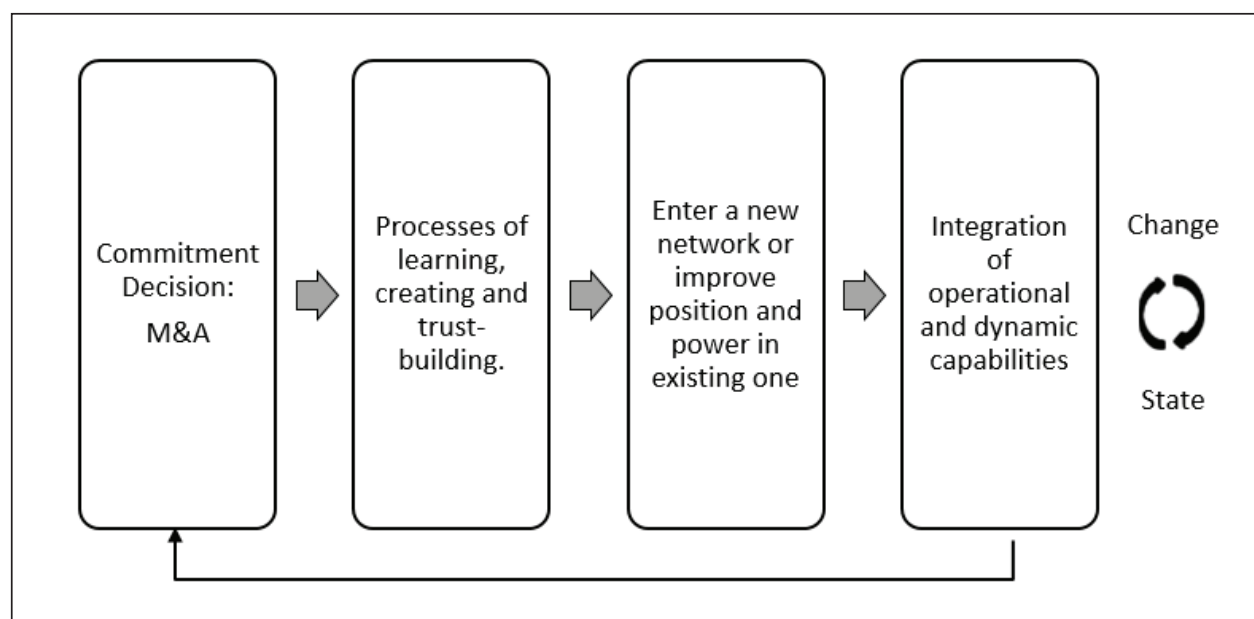 Commitment
Decision:
M&A
Processes of
learning,
creating and
trust-
building.
Enter a new
network or
improve
position and
power in
existing one
Integration
of
operational
and dynamic
capabilities
Change
State